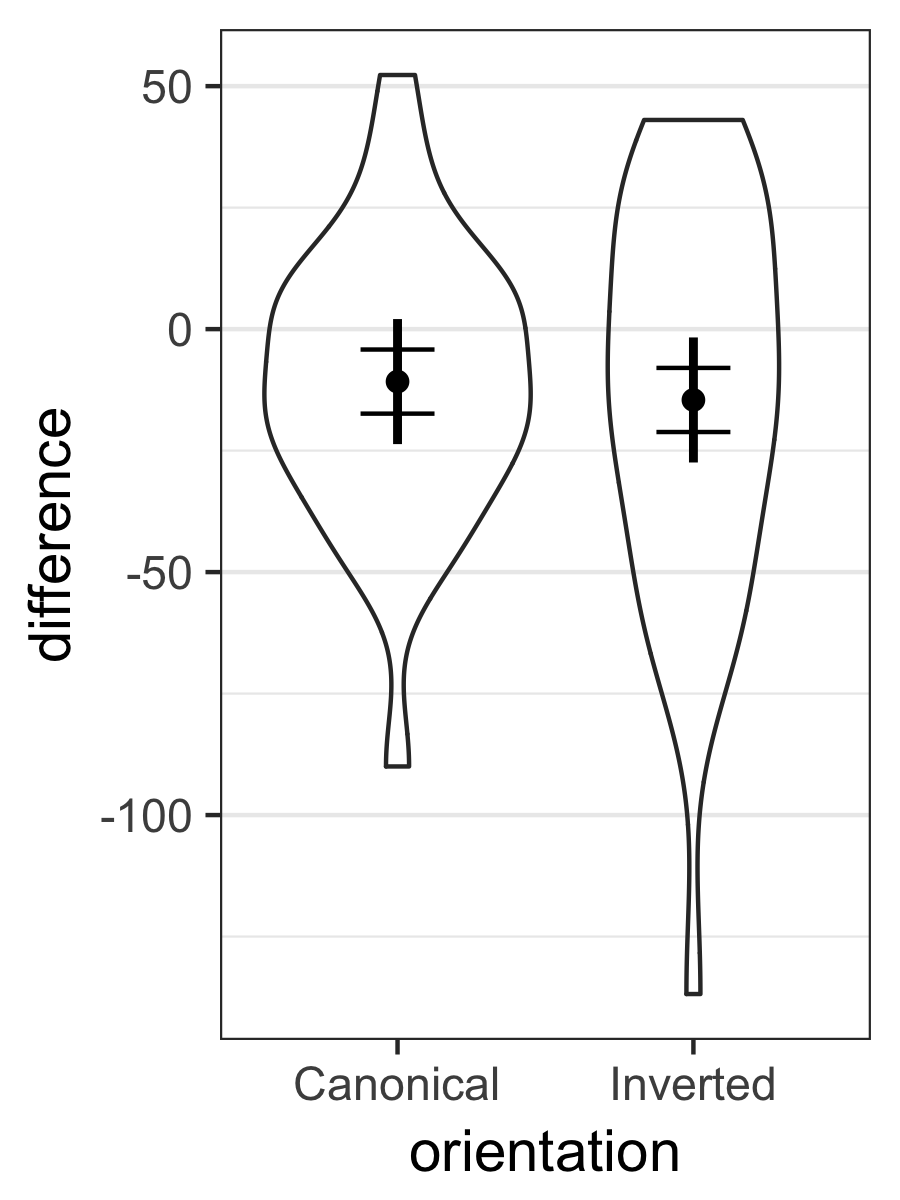 difference
50
0
-50
-100
Canonical
Inverted
orientation